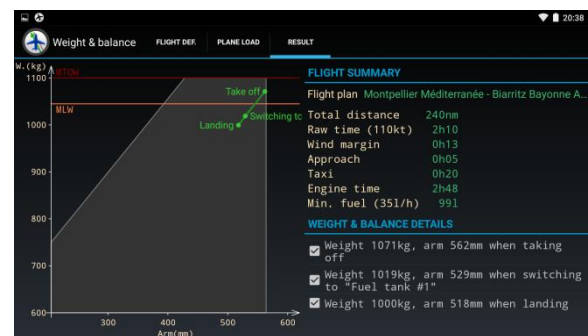 20:38
Weight & balance FLIGHT DEF. PLANE LOAD RESULT
W.(kg)
1100
MTOW
MLW
1000
900
800
700
600
300
400
500
600
Arm(mm)
Take off
Switching to
Landing
FLIGHT SUMMARY
Flight plan Montpellier Méditerranée - Biarritz Bayonne A...
Total distance 240nm
Raw time (110kt) 2h10
Wind margin 0h13
Approach 0h05
Taxi 0h20
Engine time 2h48
Min. fuel (35l/h) 99l
WEIGHT & BALANCE DETAILS
Weight 1071kg, arm 562mm when taking
off
Weight 1019kg, arm 529mm when switching
to "Fuel tank #1"
Weight 1000kg, arm 518mm when landing